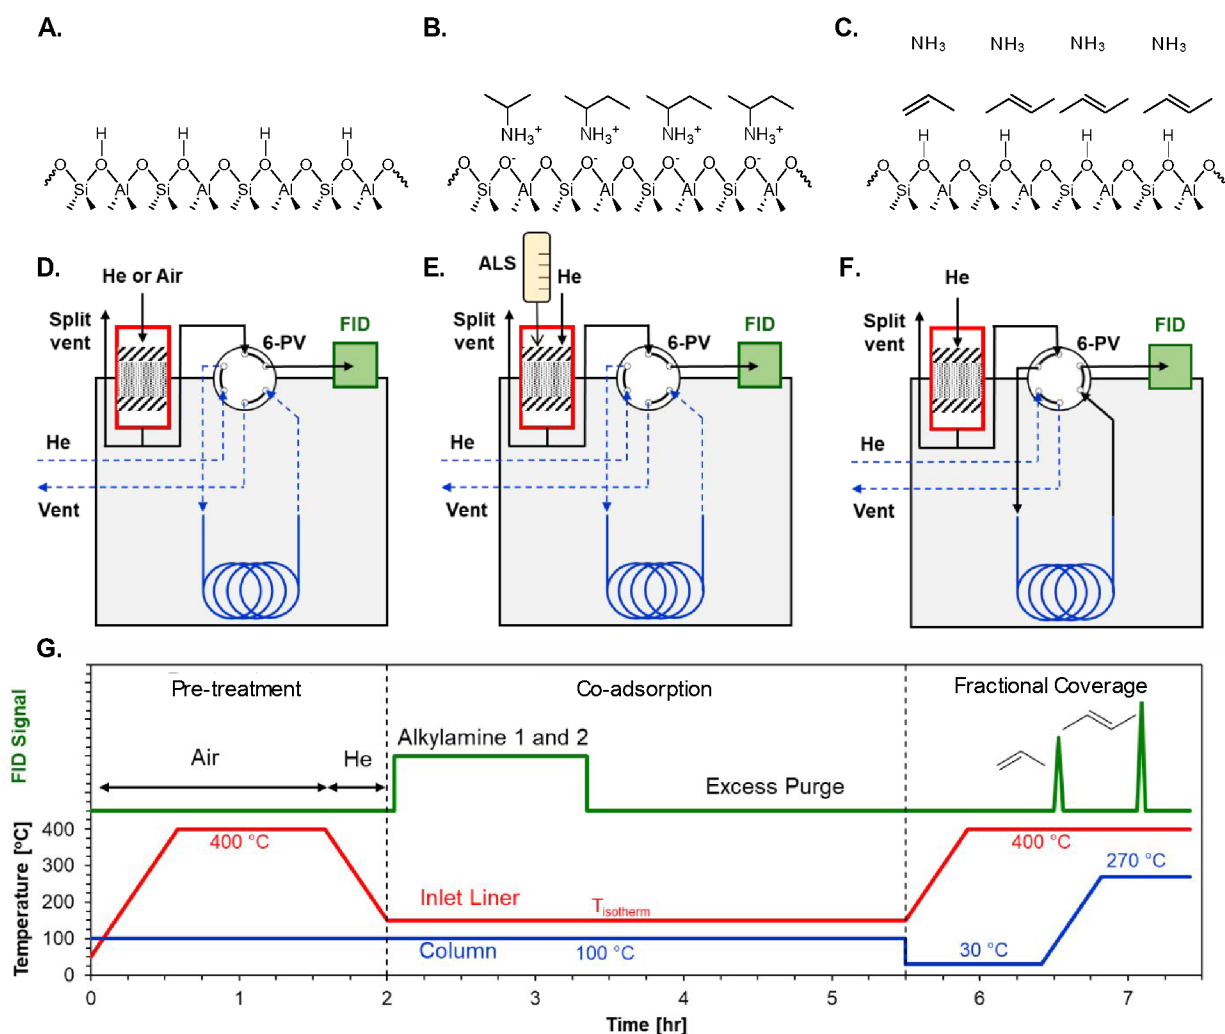 A.
B.
C.
NH3 NH3 NH3 NH3
H H H H
NH3+ NH3+ NH3+ NH3+
H H H H
O O O O O O O O O
Si Al Si Al Si Al Si Al
O O- O O- O O- O O- O
Si Al Si Al Si Al Si Al
O O O O O O O O O
Si Al Si Al Si Al Si Al
D.
He or Air
Split
vent
6-PV
FID
He
Vent
E.
ALS
He
Split
vent
6-PV
FID
He
Vent
F.
He
Split
vent
6-PV
FID
He
Vent
G.
Pre-treatment
Co-adsorption
Fractional Coverage
FID Signal
Air
He
Alkylamine 1 and 2
Excess Purge
Temperature [ºC]
400
300
200
100
0
400 °C
Inlet Liner
Tisotherm
400 °C
270 °C
Column
100 °C
30 °C
0 1 2 3 4 5 6 7
Time [hr]